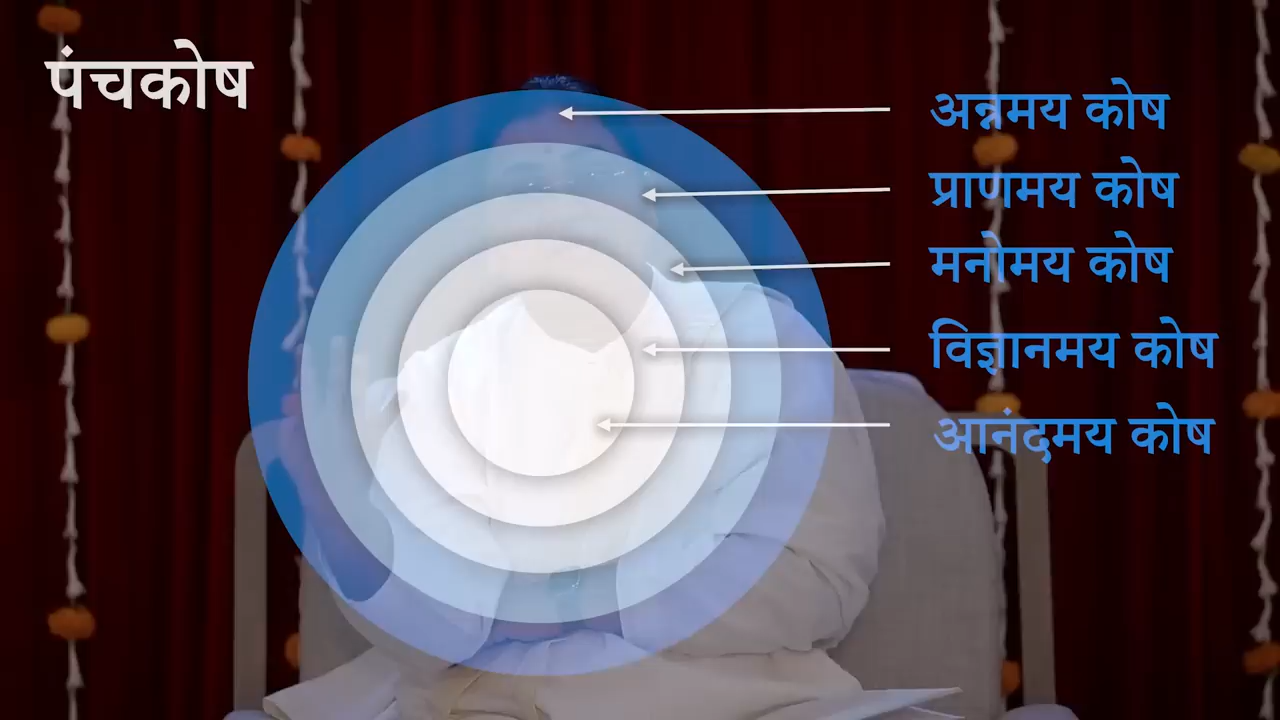 पंचकोष
अन्नमय कोष
प्राणमय कोष
मनोमय कोष
विज्ञानमय कोष
आनंदमय कोष